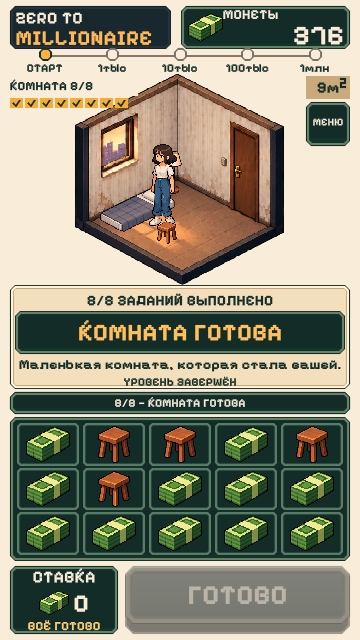 ZERO TO
MILLIONAIRE
МОНЕТЫ
376
СТАРТ
1тыс
10тыс
100тыс
1млн
КОМНАТА 8/8
9м²
МЕНЮ
8/8 ЗАДАНИЙ ВЫПОЛНЕНО
КОМНАТА ГОТОВА
Маленькая комната, которая стала вашей.
УРОВЕНЬ ЗАВЕРШЁН
8/8 – КОМНАТА ГОТОВА
СТАВКА
0
ВСЁ ГОТОВО
ГОТОВО